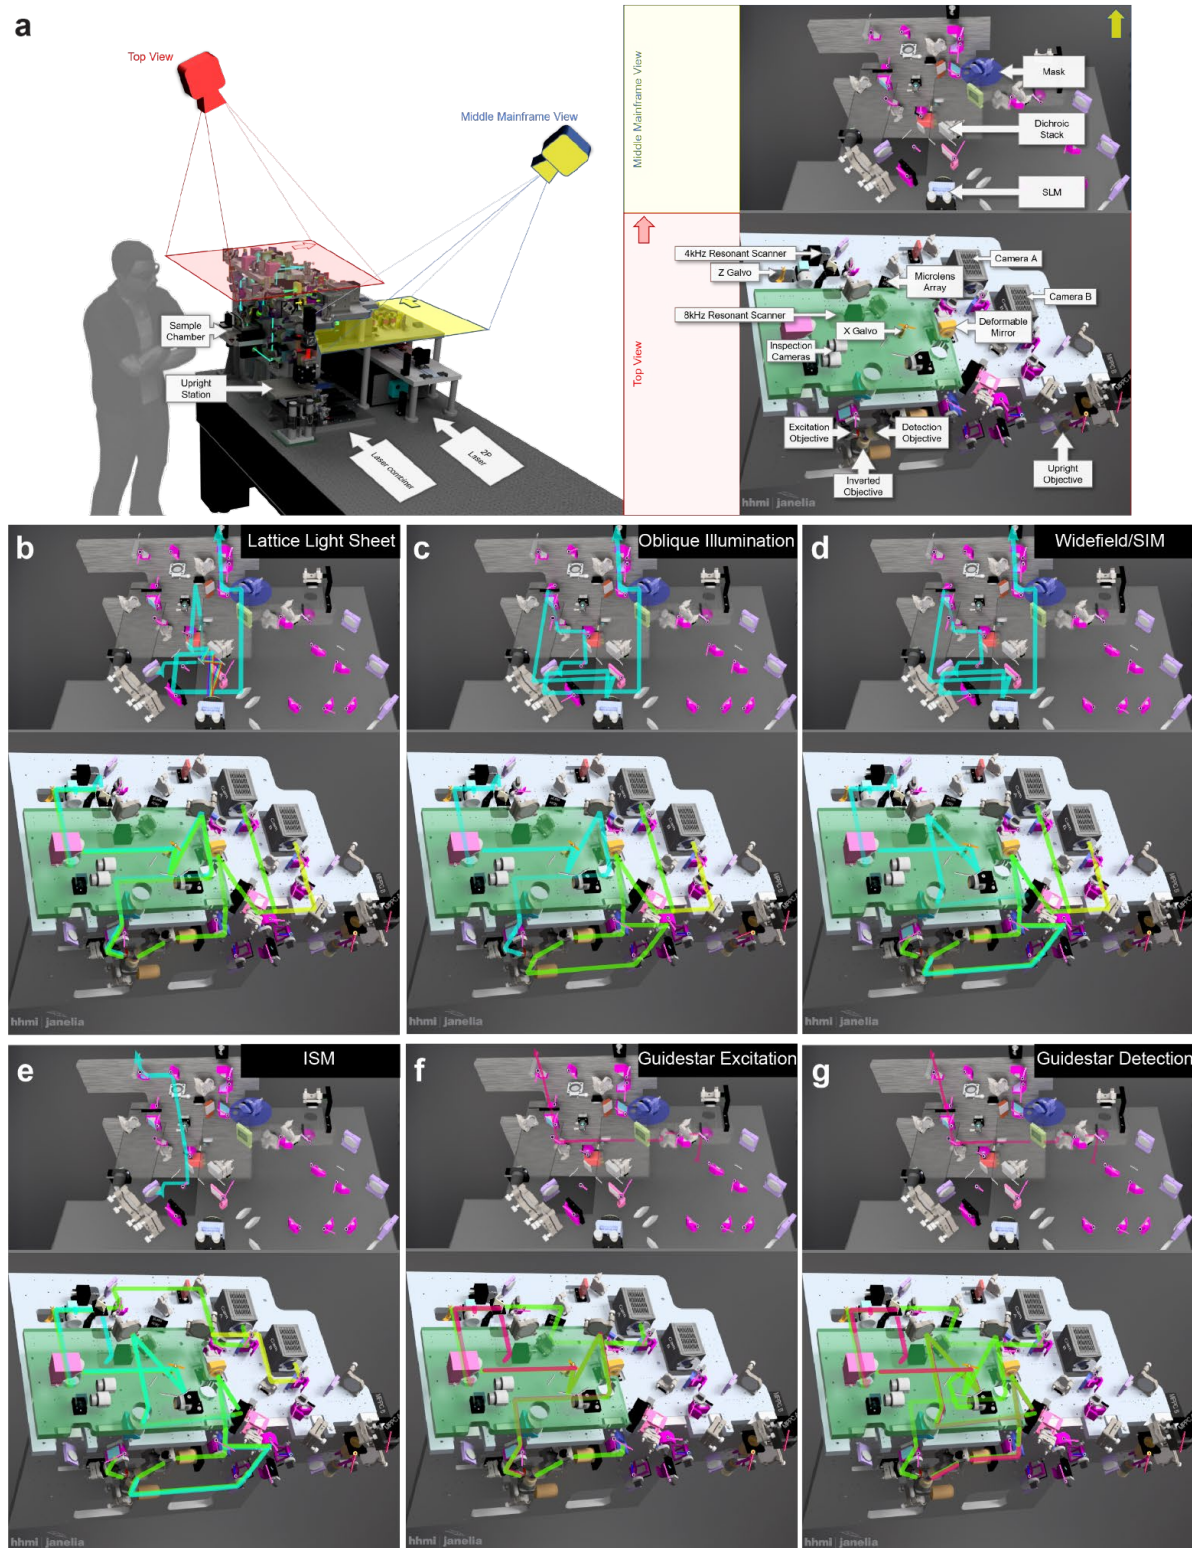 a
Top View
Middle Mainframe View
Sample
Chamber
Upright
Station
Laser combiner
2P
Laser
Middle Mainframe View
Mask
Dichroic
Stack
SLM
Top View
4kHz Resonant Scanner
Z Galvo
Microlens
Array
Camera A
Camera B
8kHz Resonant Scanner
X Galvo
Deformable
Mirror
Inspection
Cameras
Excitation
Objective
Detection
Objective
Inverted
Objective
Upright
Objective
hhmi | janelia
b
Lattice Light Sheet
hhmi | janelia
c
Oblique Illumination
hhmi | janelia
d
Widefield/SIM
hhmi | janelia
e
ISM
hhmi | janelia
f
Guidestar Excitation
hhmi | janelia
g
Guidestar Detection
hhmi | janelia